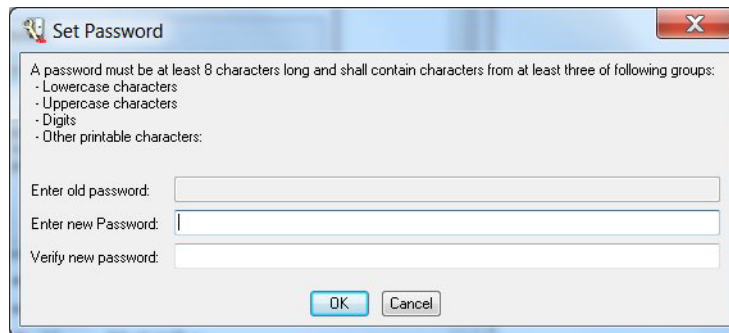 Set Password
A password must be at least 8 characters long and shall contain characters from at least three of following groups:
- Lowercase characters
- Uppercase characters
- Digits
- Other printable characters:
Enter old password:
Enter new Password:
Verify new password:
OK Cancel